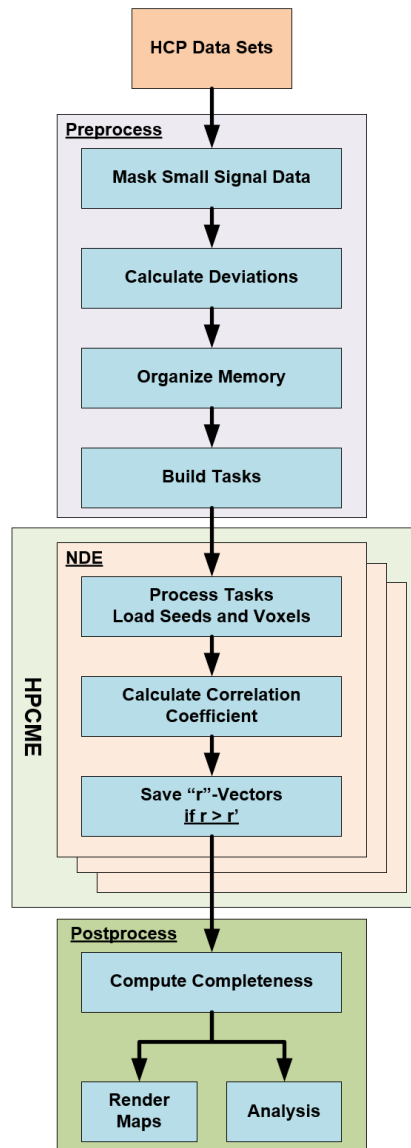 HCP Data Sets
Preprocess
Mask Small Signal Data
Calculate Deviations
Organize Memory
Build Tasks
HPCME
NDE
Process Tasks
Load Seeds and Voxels
Calculate Correlation
Coefficient
Save “r”-Vectors
if r > r’
Postprocess
Compute Completeness
Render
Maps
Analysis